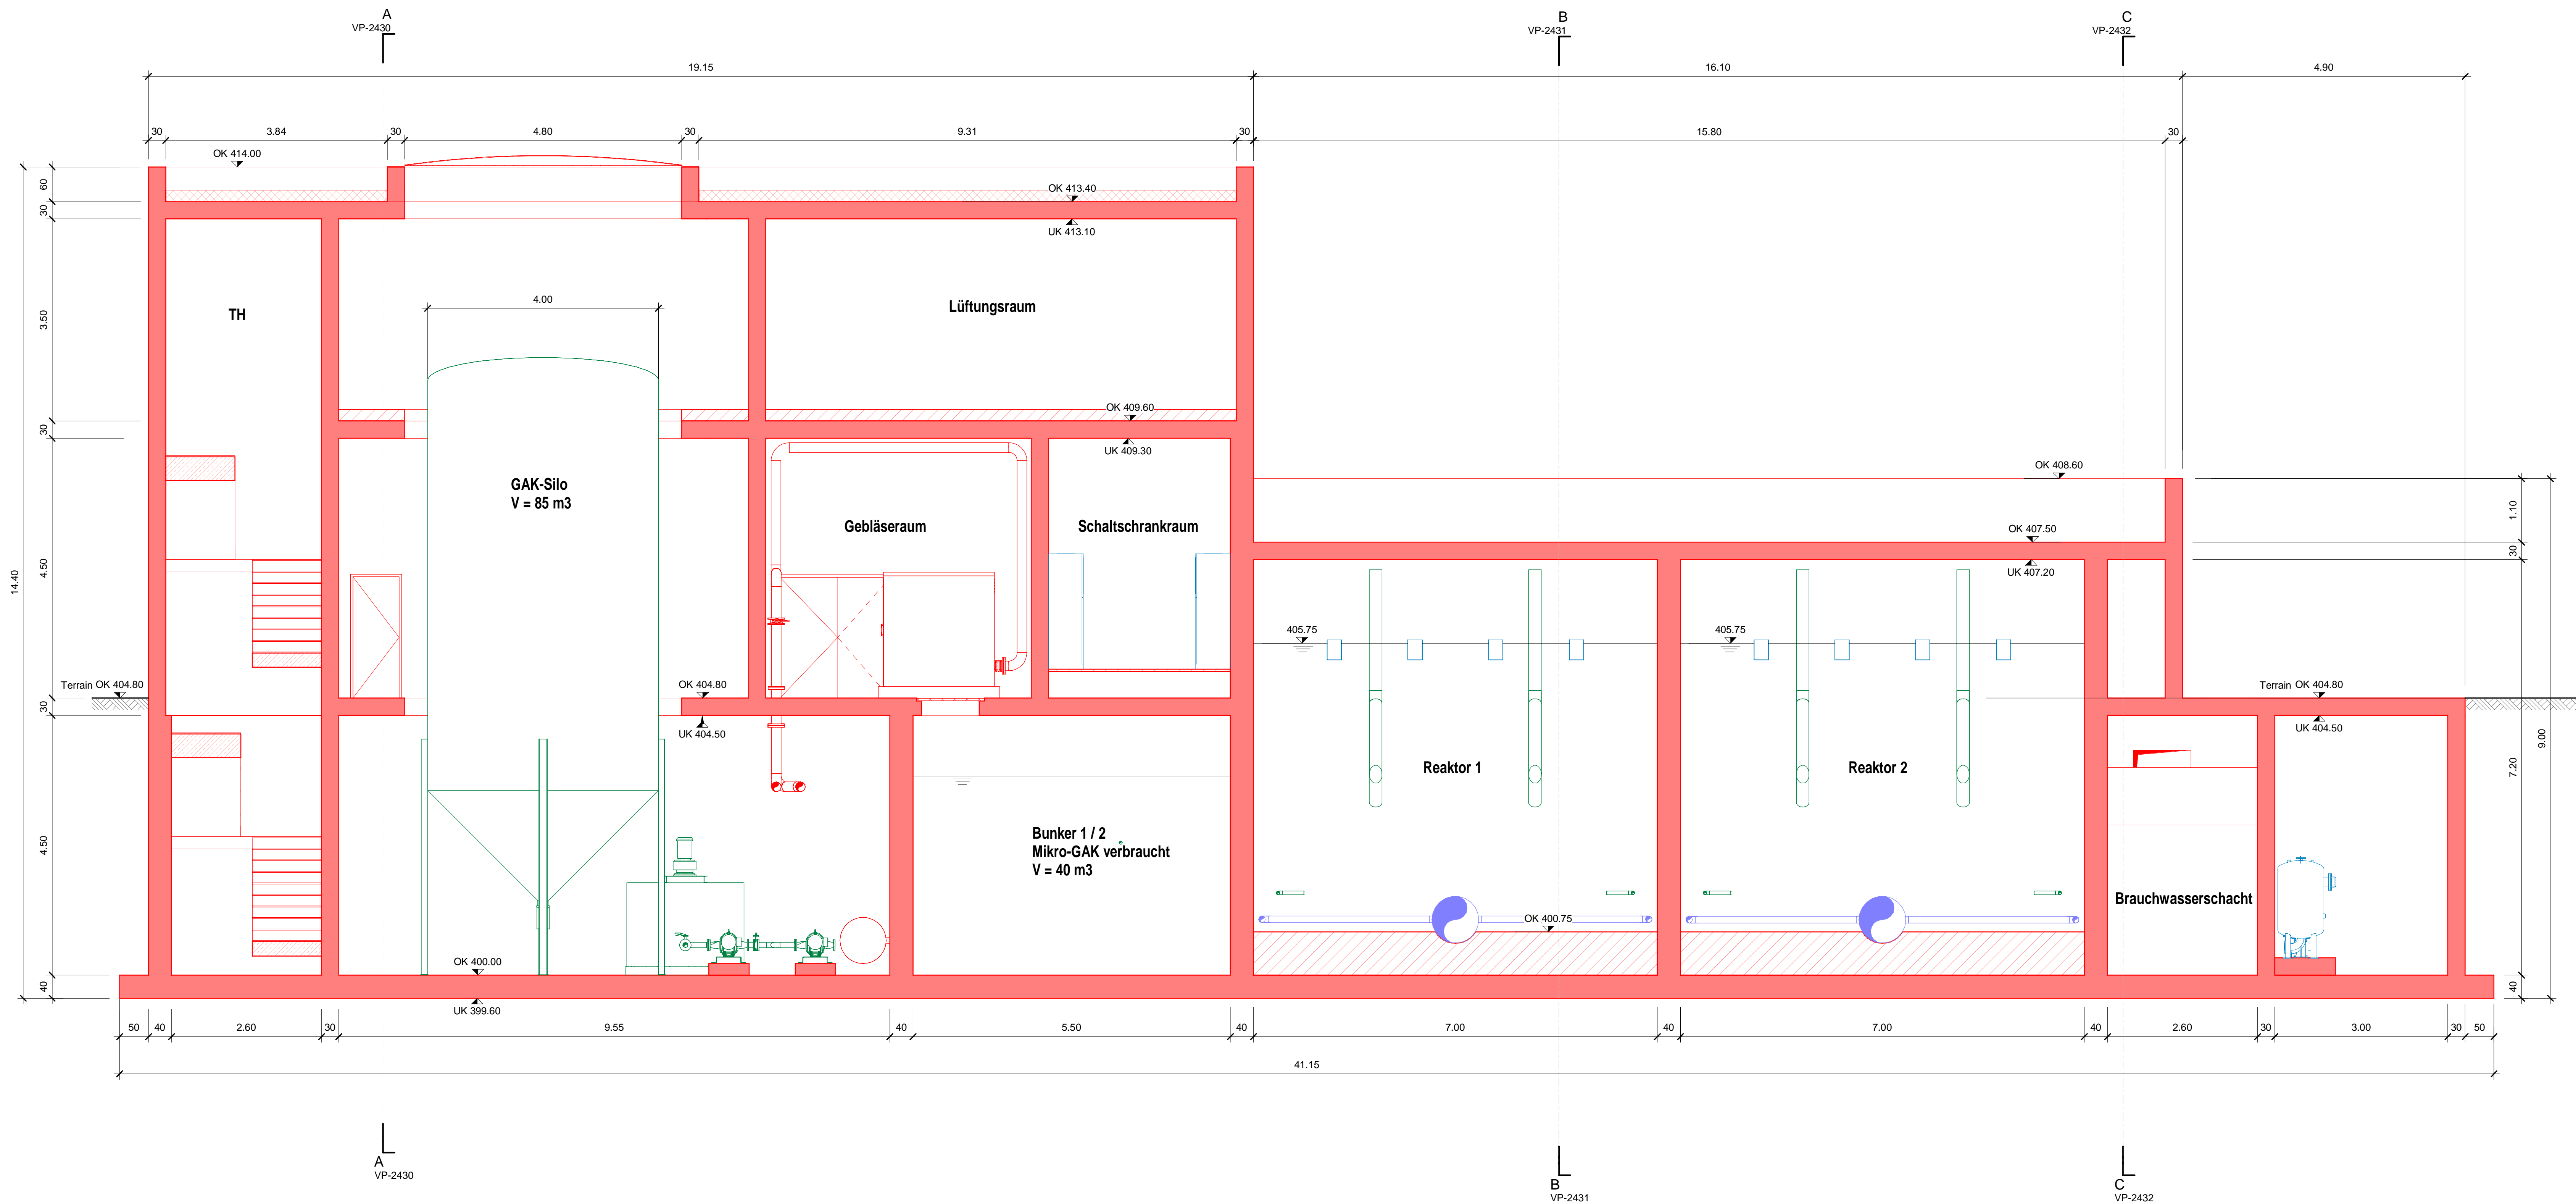 A
VP-2430
B
VP-2431
C
VP-2432
19.15
16.10
4.90
30
3.84
30
4.80
30
9.31
30
15.80
30
OK 414.00
OK 413.40
UK 413.10
60
30
3.50
30
4.50
30
4.50
40
14.40
4.00
TH
Lüftungsraum
OK 409.60
UK 409.30
GAK-Silo
V = 85 m3
Gebläseraum
Schaltschrankraum
OK 408.60
OK 407.50
UK 407.20
1.10
30
7.20
40
9.00
405.75
405.75
Terrain OK 404.80
OK 404.80
UK 404.50
Terrain OK 404.80
UK 404.50
Reaktor 1
Reaktor 2
Bunker 1 / 2
Mikro-GAK verbraucht
V = 40 m3
Brauchwasserschacht
OK 400.75
OK 400.00
UK 399.60
50
40
2.60
30
9.55
40
5.50
40
7.00
40
7.00
40
2.60
30
3.00
30
50
41.15
A
VP-2430
B
VP-2431
C
VP-2432